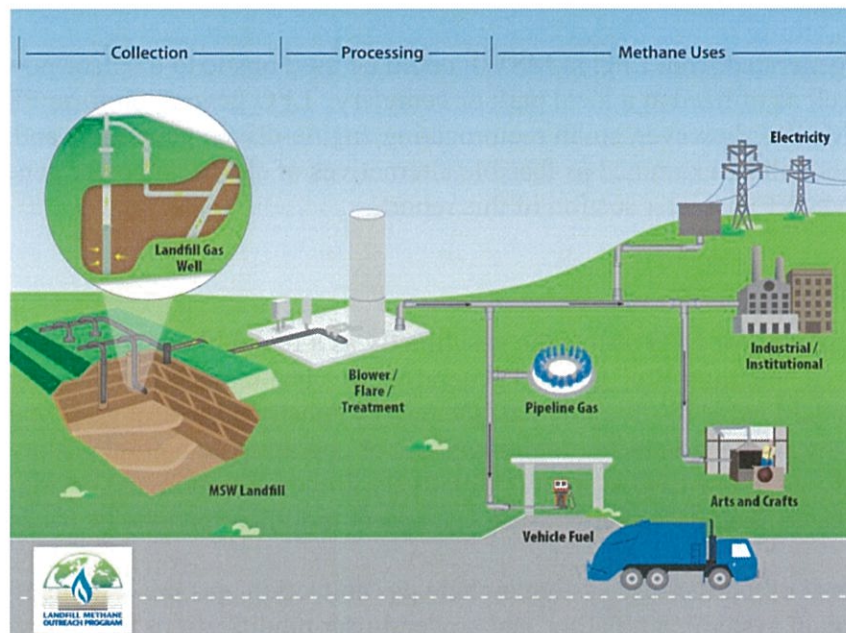 Collection
Processing
Methane Uses
Electricity
Landfill Gas
Well
Industrial /
Institutional
Blower /
Flare /
Treatment
Pipeline Gas
MSW Landfill
Arts and Crafts
Vehicle Fuel
LANDFILL METHANE
OUTREACH PROGRAM